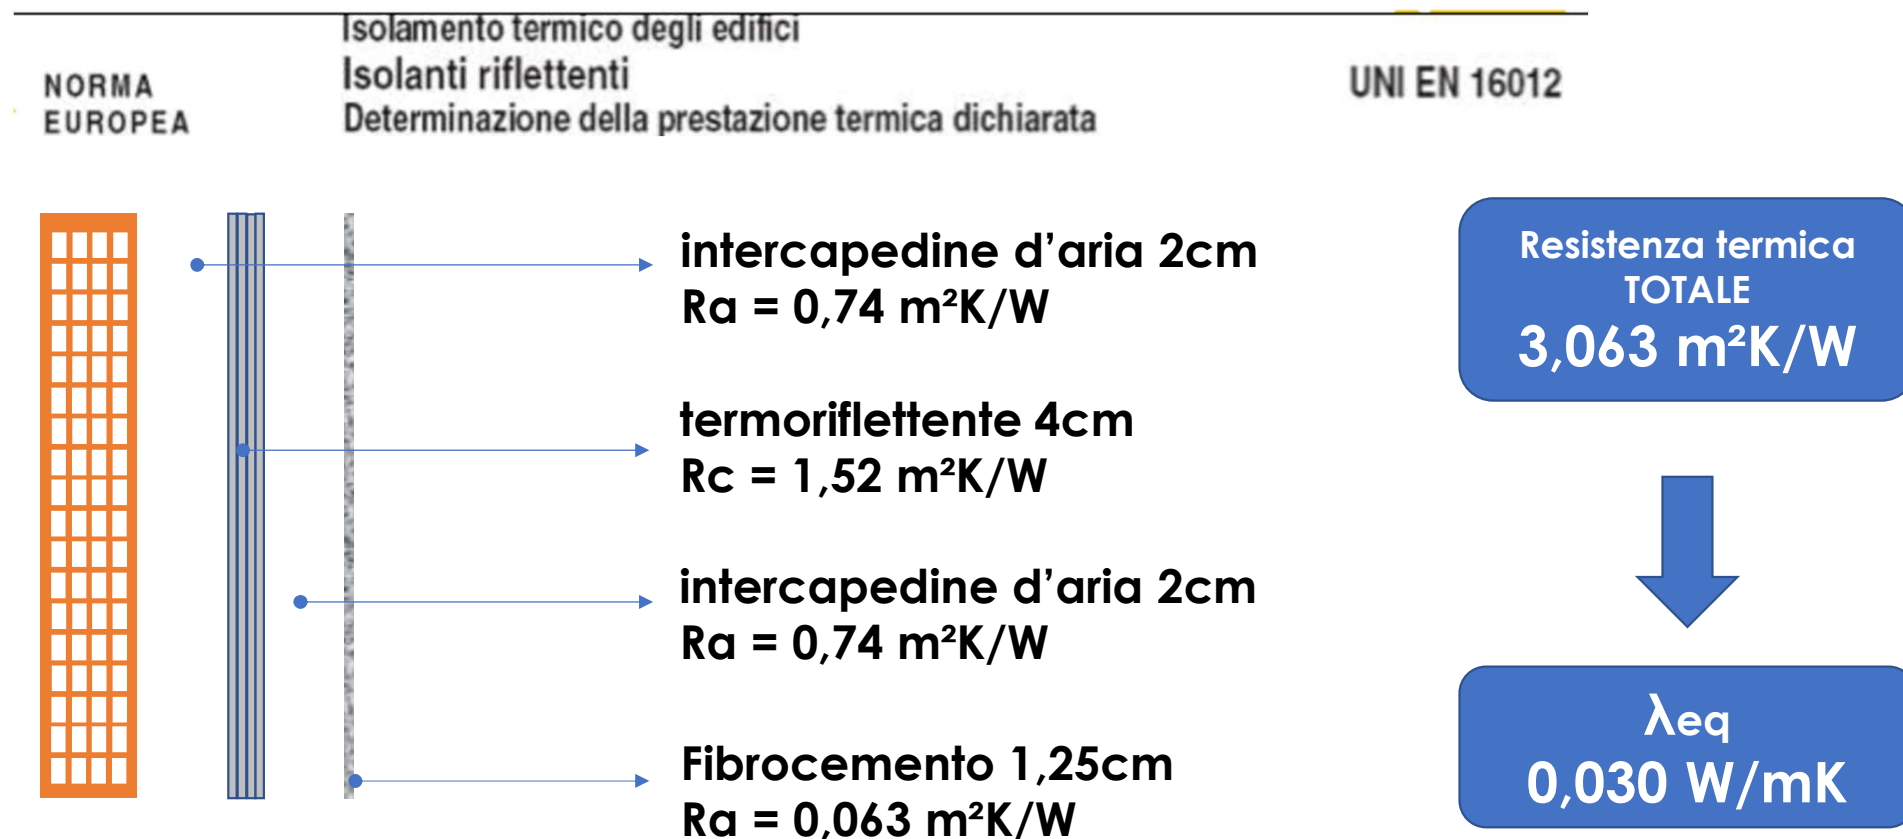 Isolamento termico degli edifici
NORMA
EUROPEA
Isolanti riflettenti
Determinazione della prestazione termica dichiarata
UNI EN 16012
intercapedine d’aria 2cm
Ra = 0,74 m²K/W
termoriflettente 4cm
Rc = 1,52 m²K/W
intercapedine d’aria 2cm
Ra = 0,74 m²K/W
Fibrocemento 1,25cm
Ra = 0,063 m²K/W
Resistenza termica
TOTALE
3,063 m²K/W
λeq
0,030 W/mK